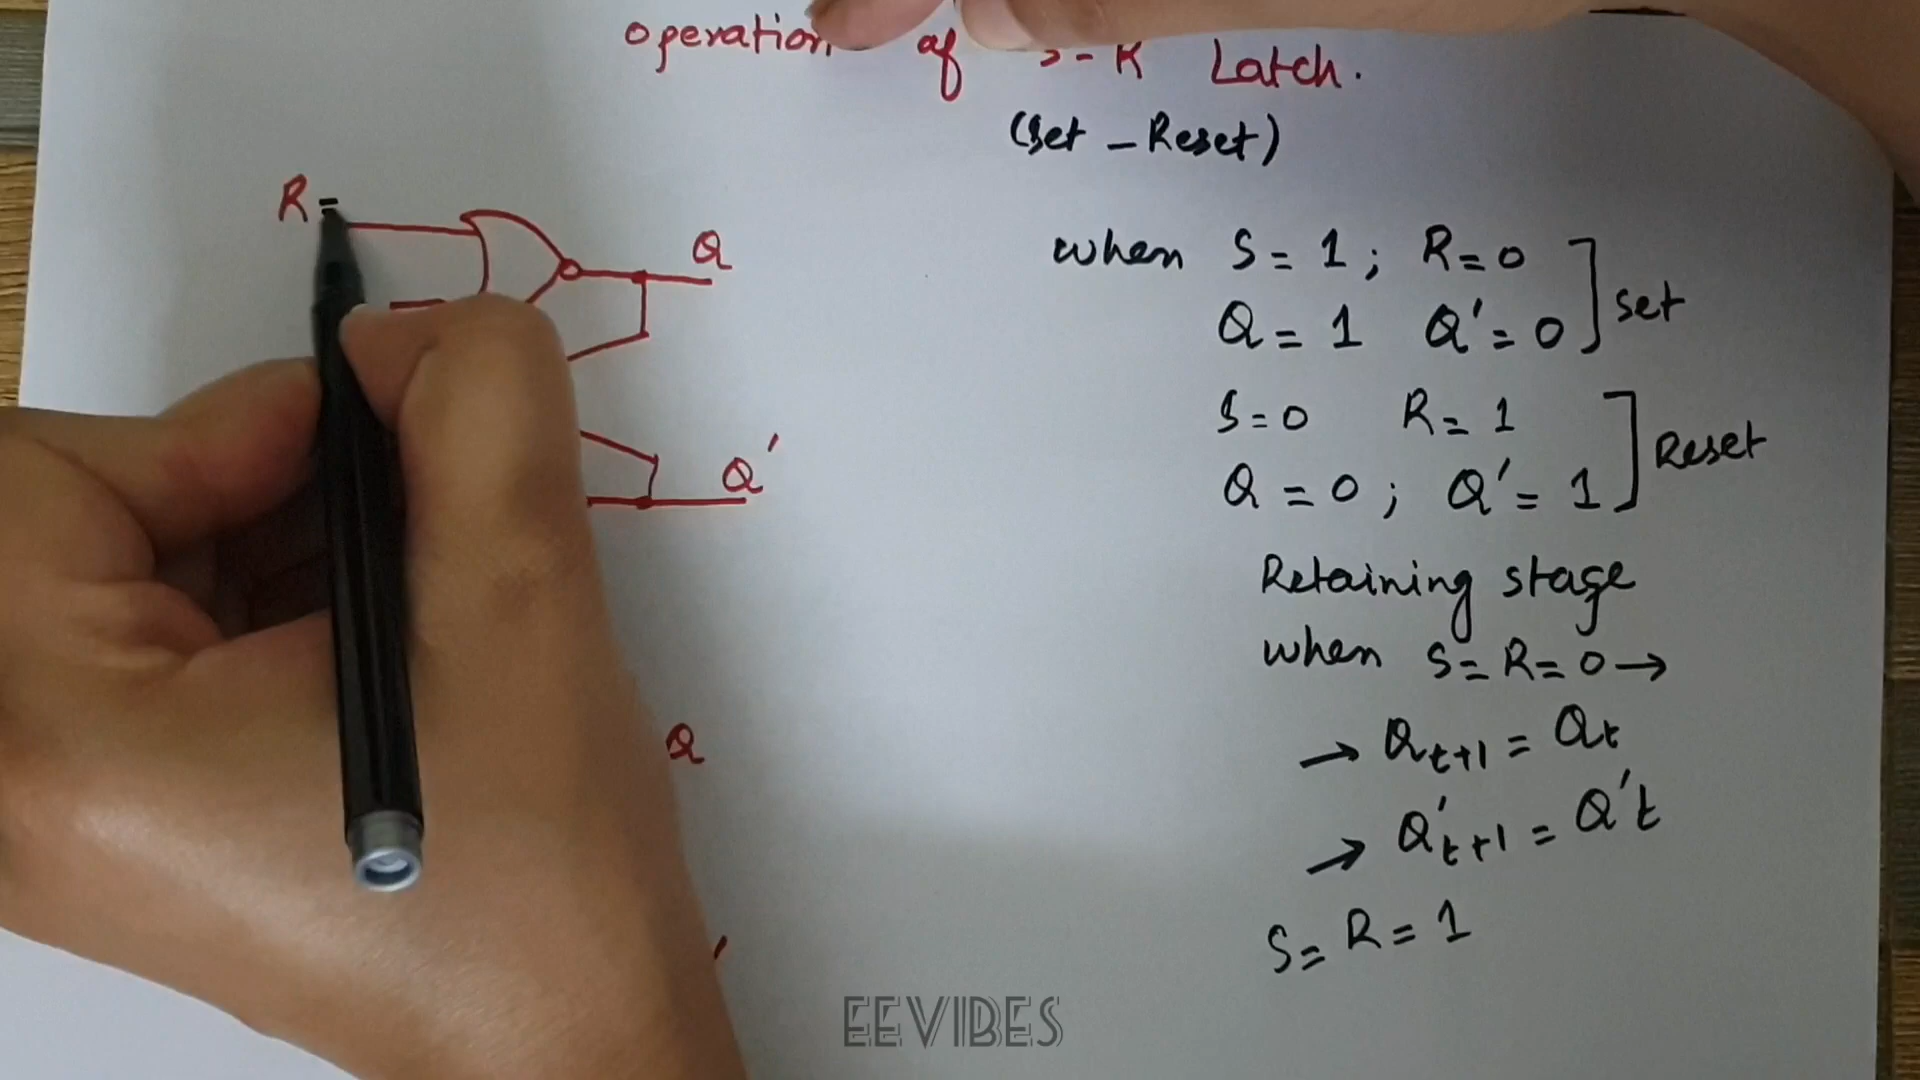 operation of S-R Latch.
(Set - Reset)
R =
Q
Q'
Q
when S = 1 ; R = 0
Q = 1 Q' = 0
] set
S = 0 R = 1
Q = 0 ; Q' = 1
] Reset
Retaining stage
when S = R = 0 →
→ Qt+1 = Qt
→ Q't+1 = Q't
S = R = 1
EEVIBES